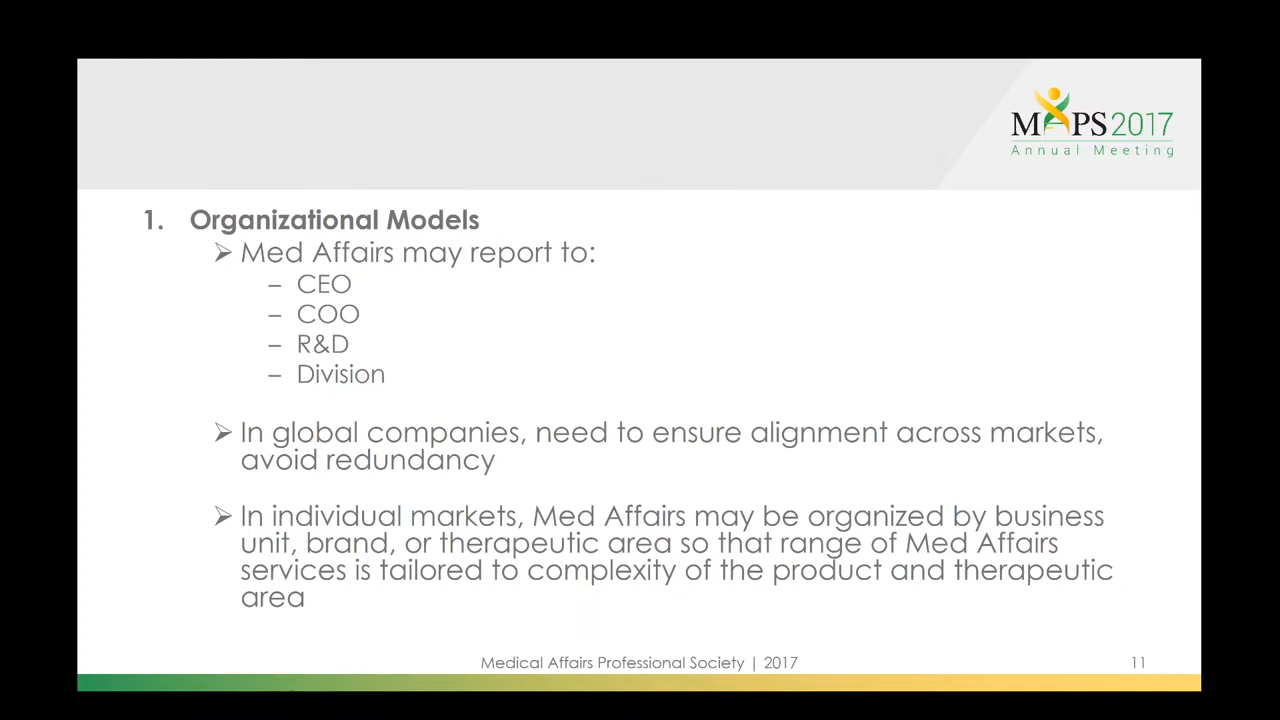 MAPS 2017
Annual Meeting
1. Organizational Models
➢ Med Affairs may report to:
– CEO
– COO
– R&D
– Division
➢ In global companies, need to ensure alignment across markets,
avoid redundancy
➢ In individual markets, Med Affairs may be organized by business
unit, brand, or therapeutic area so that range of Med Affairs
services is tailored to complexity of the product and therapeutic
area
Medical Affairs Professional Society | 2017
11